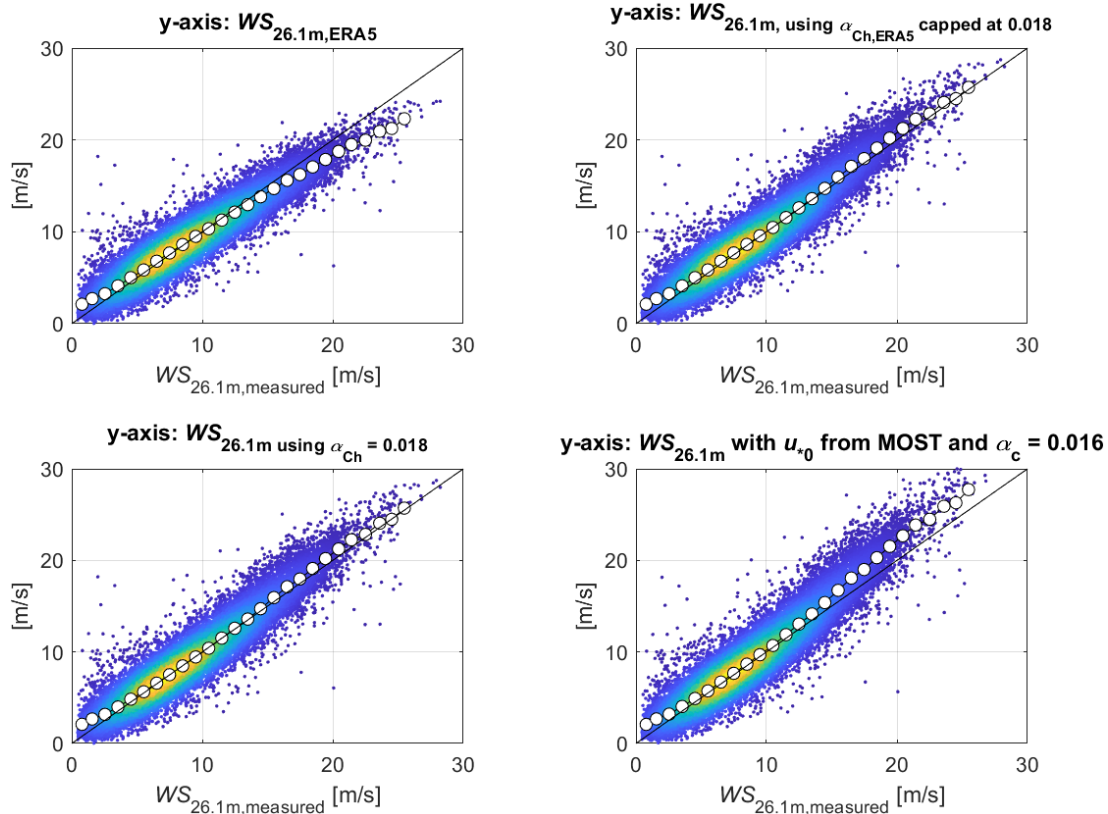 y-axis: WS26.1m,ERA5
30
20
10
0
[m/s]
0 10 20 30
WS26.1m,measured [m/s]
y-axis: WS26.1m, using αCh,ERA5 capped at 0.018
30
20
10
0
[m/s]
0 10 20 30
WS26.1m,measured [m/s]
y-axis: WS26.1m using αCh = 0.018
30
20
10
0
[m/s]
0 10 20 30
WS26.1m,measured [m/s]
y-axis: WS26.1m with u*0 from MOST and αc = 0.016
30
20
10
0
[m/s]
0 10 20 30
WS26.1m,measured [m/s]